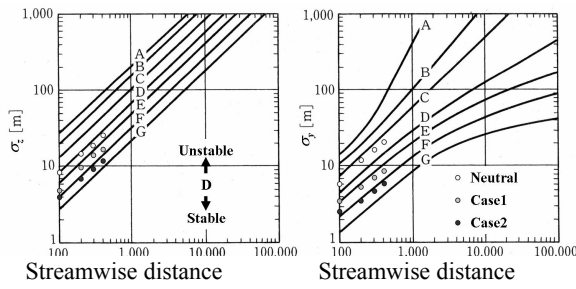 1,000
100
10
1
σz [m]
A
B
C
D
E
F
G
Unstable
D
Stable
100 1.000 10.000 100.000
Streamwise distance
1,000
100
10
1
σy [m]
A
B
C
D
E
F
G
Neutral
Case1
Case2
100 1.000 10.000 100.000
Streamwise distance